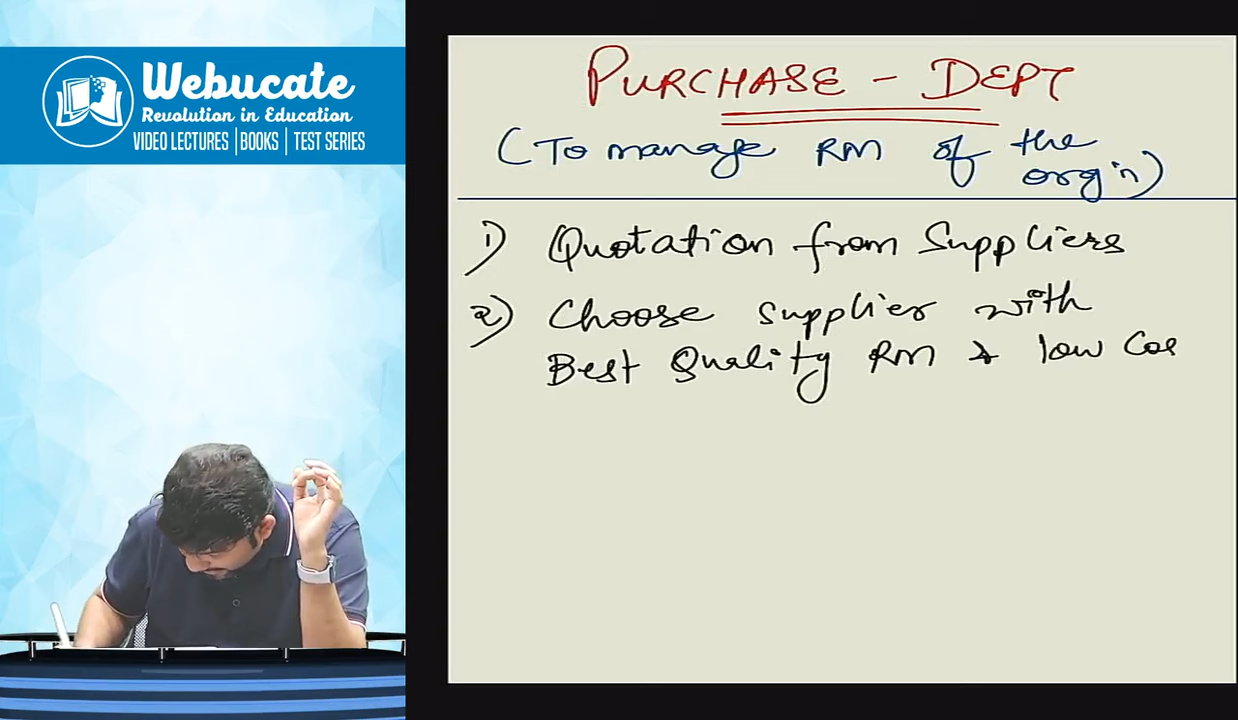 Webucate
Revolution in Education
VIDEO LECTURES | BOOKS | TEST SERIES
PURCHASE - DEPT
(To manage RM of the
orgn)
1) Quotation from Suppliers
2) Choose supplier with
Best Quality RM & low Cos